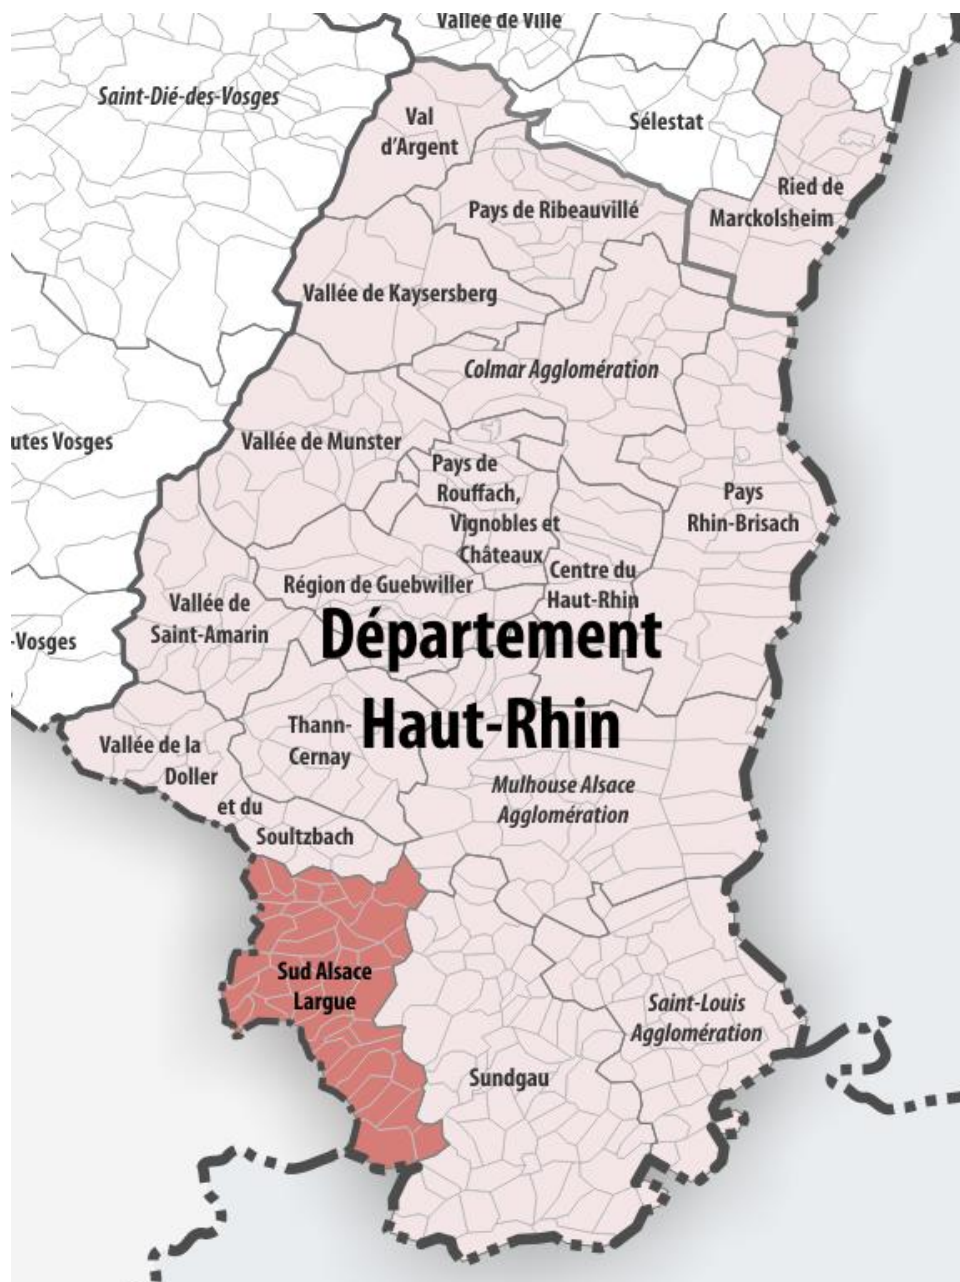 Vallée de Villé
Saint-Dié-des-Vosges
Val
d'Argent
Sélestat
Ried de
Marckolsheim
Pays de Ribeauvillé
Vallée de Kaysersberg
Colmar Agglomération
utes Vosges
Vallée de Munster
Pays de
Rouffach,
Vignobles et
Châteaux
Pays
Rhin-Brisach
Centre du
Haut-Rhin
Région de Guebwiller
Vallée de
Saint-Amarin
-Vosges
Département
Haut-Rhin
Thann-
Cernay
Vallée de la
Doller
et du
Soultzbach
Mulhouse Alsace
Agglomération
Sud Alsace
Largue
Saint-Louis
Agglomération
Sundgau